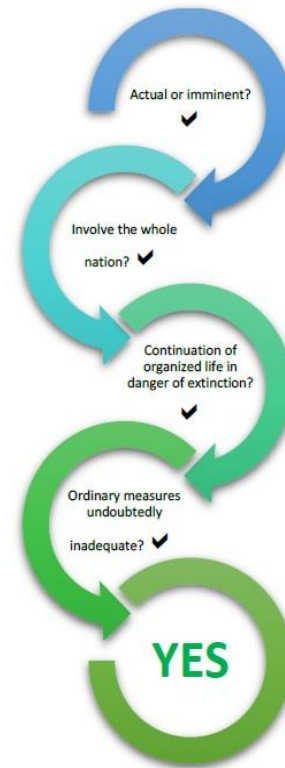 Actual or imminent?
✔
Involve the whole
nation? ✔
Continuation of
organized life in
danger of extinction?
✔
Ordinary measures
undoubtedly
inadequate? ✔
YES